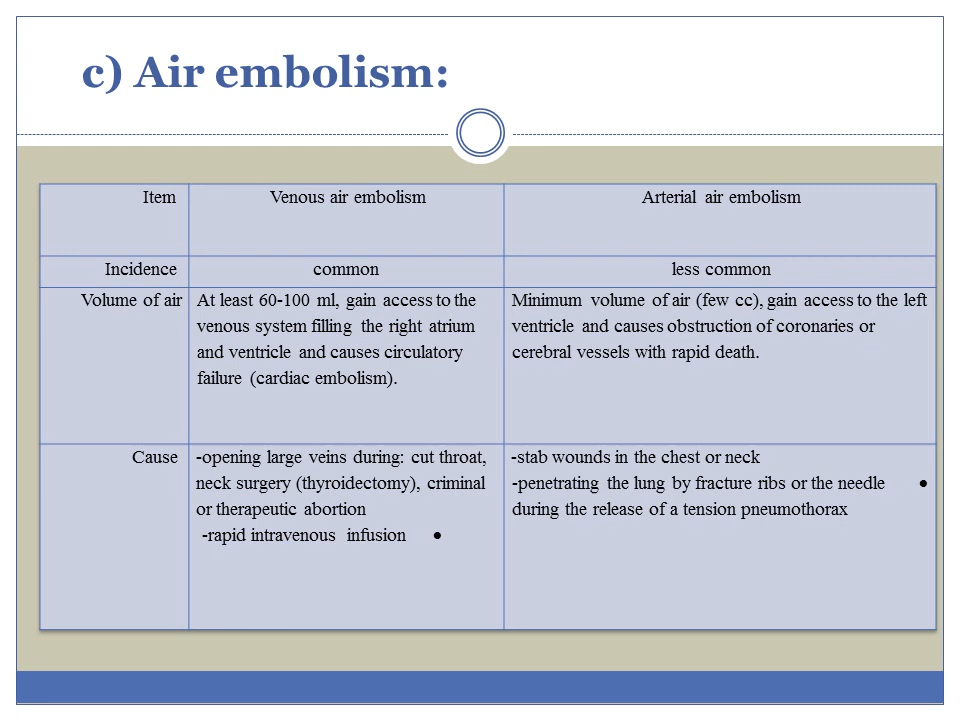 c) Air embolism:
Item
Venous air embolism
Arterial air embolism
Incidence
common
less common
Volume of air
At least 60-100 ml, gain access to the
venous system filling the right atrium
and ventricle and causes circulatory
failure (cardiac embolism).
Minimum volume of air (few cc), gain access to the left
ventricle and causes obstruction of coronaries or
cerebral vessels with rapid death.
Cause
-opening large veins during: cut throat,
neck surgery (thyroidectomy), criminal
or therapeutic abortion
-rapid intravenous infusion •
-stab wounds in the chest or neck
-penetrating the lung by fracture ribs or the needle •
during the release of a tension pneumothorax